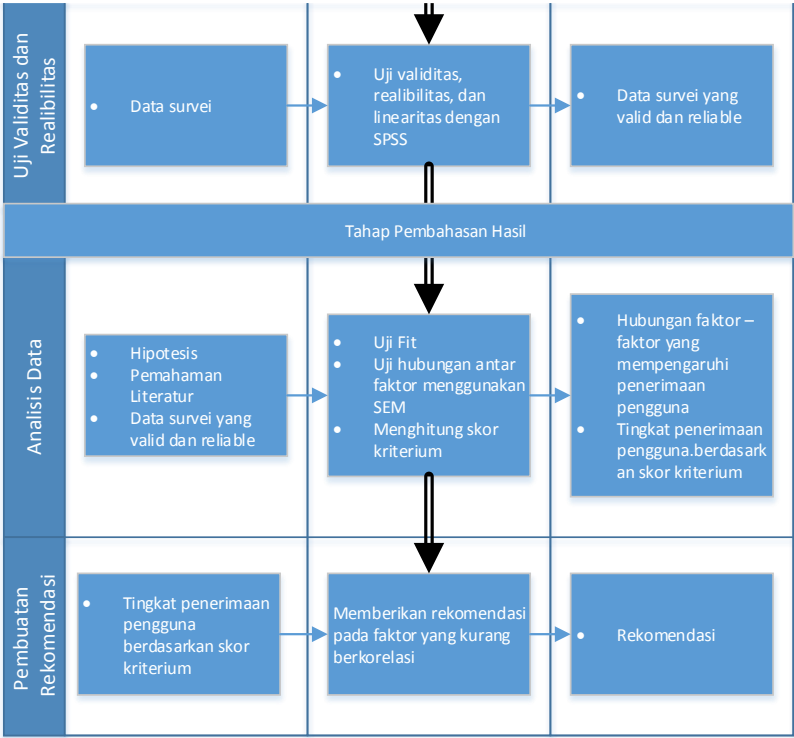 Uji Validitas dan
Realibilitas
• Data survei
• Uji validitas,
realibilitas, dan
linearitas dengan
SPSS
• Data survei yang
valid dan reliable
Tahap Pembahasan Hasil
Analisis Data
• Hipotesis
• Pemahaman
Literatur
• Data survei yang
valid dan reliable
• Uji Fit
• Uji hubungan antar
faktor menggunakan
SEM
• Menghitung skor
kriterium
• Hubungan faktor –
faktor yang
mempengaruhi
penerimaan
pengguna
• Tingkat penerimaan
pengguna.berdasark
an skor kriterium
Pembuatan
Rekomendasi
• Tingkat penerimaan
pengguna
berdasarkan skor
kriterium
Memberikan rekomendasi
pada faktor yang kurang
berkorelasi
• Rekomendasi